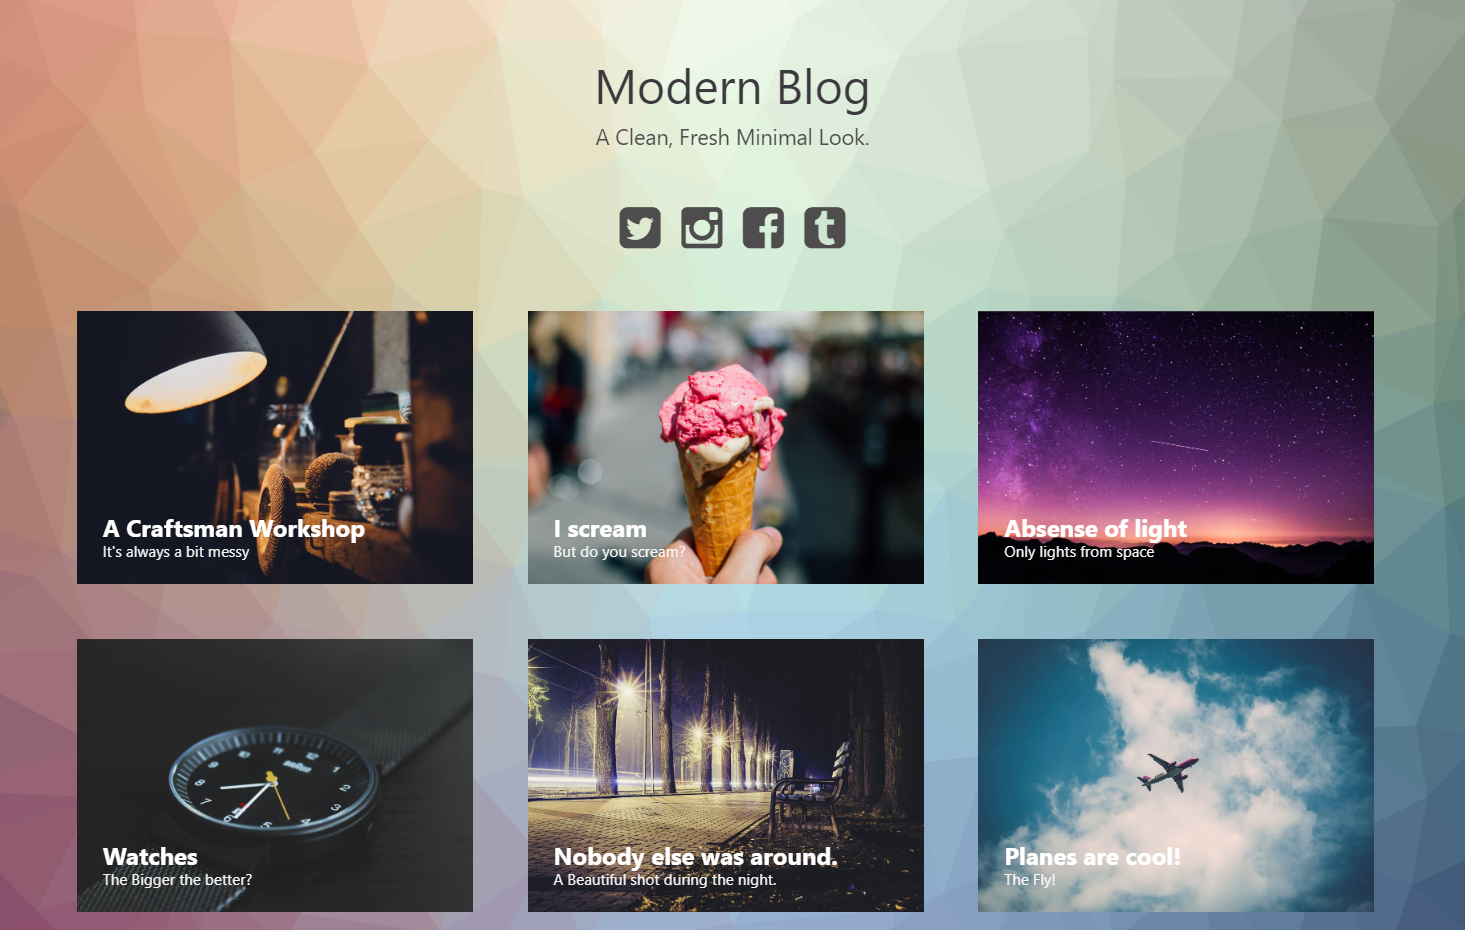 Modern Blog
A Clean, Fresh Minimal Look.
A Craftsman Workshop
It's always a bit messy
I scream
But do you scream?
Absense of light
Only lights from space
Watches
The Bigger the better?
Nobody else was around.
A Beautiful shot during the night.
Planes are cool!
The Fly!